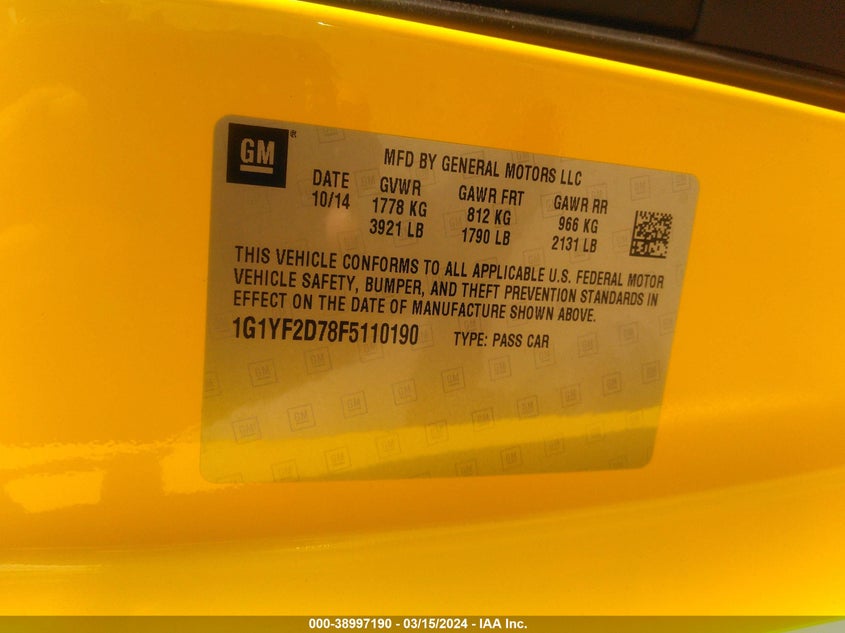 GM ®
MFD BY GENERAL MOTORS LLC
DATE GVWR GAWR FRT GAWR RR
10/14 1778 KG 812 KG 966 KG
3921 LB 1790 LB 2131 LB
THIS VEHICLE CONFORMS TO ALL APPLICABLE U.S. FEDERAL MOTOR
VEHICLE SAFETY, BUMPER, AND THEFT PREVENTION STANDARDS IN
EFFECT ON THE DATE OF MANUFACTURE SHOWN ABOVE.
1G1YF2D78F5110190 TYPE: PASS CAR
000-38997190 - 03/15/2024 - IAA Inc.